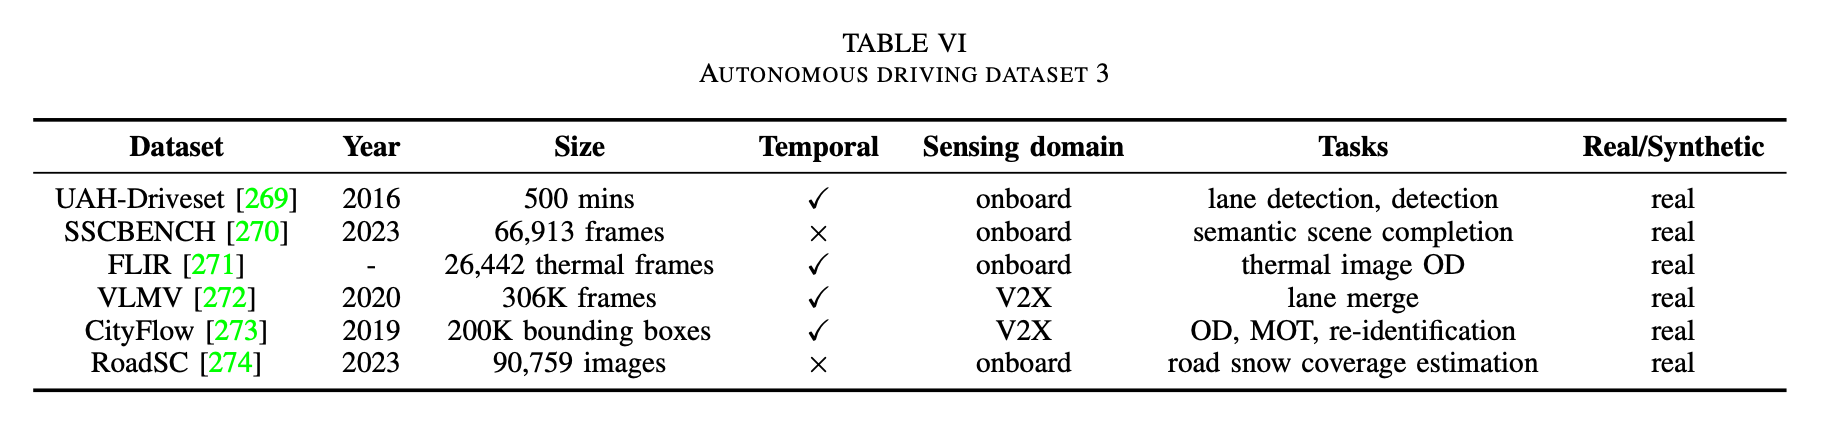 TABLE VI
AUTONOMOUS DRIVING DATASET 3
Dataset Year Size Temporal Sensing domain Tasks Real/Synthetic
UAH-Driveset [269] 2016 500 mins ✓ onboard lane detection, detection real
SSCBENCH [270] 2023 66,913 frames × onboard semantic scene completion real
FLIR [271] - 26,442 thermal frames ✓ onboard thermal image OD real
VLMV [272] 2020 306K frames ✓ V2X lane merge real
CityFlow [273] 2019 200K bounding boxes ✓ V2X OD, MOT, re-identification real
RoadSC [274] 2023 90,759 images × onboard road snow coverage estimation real